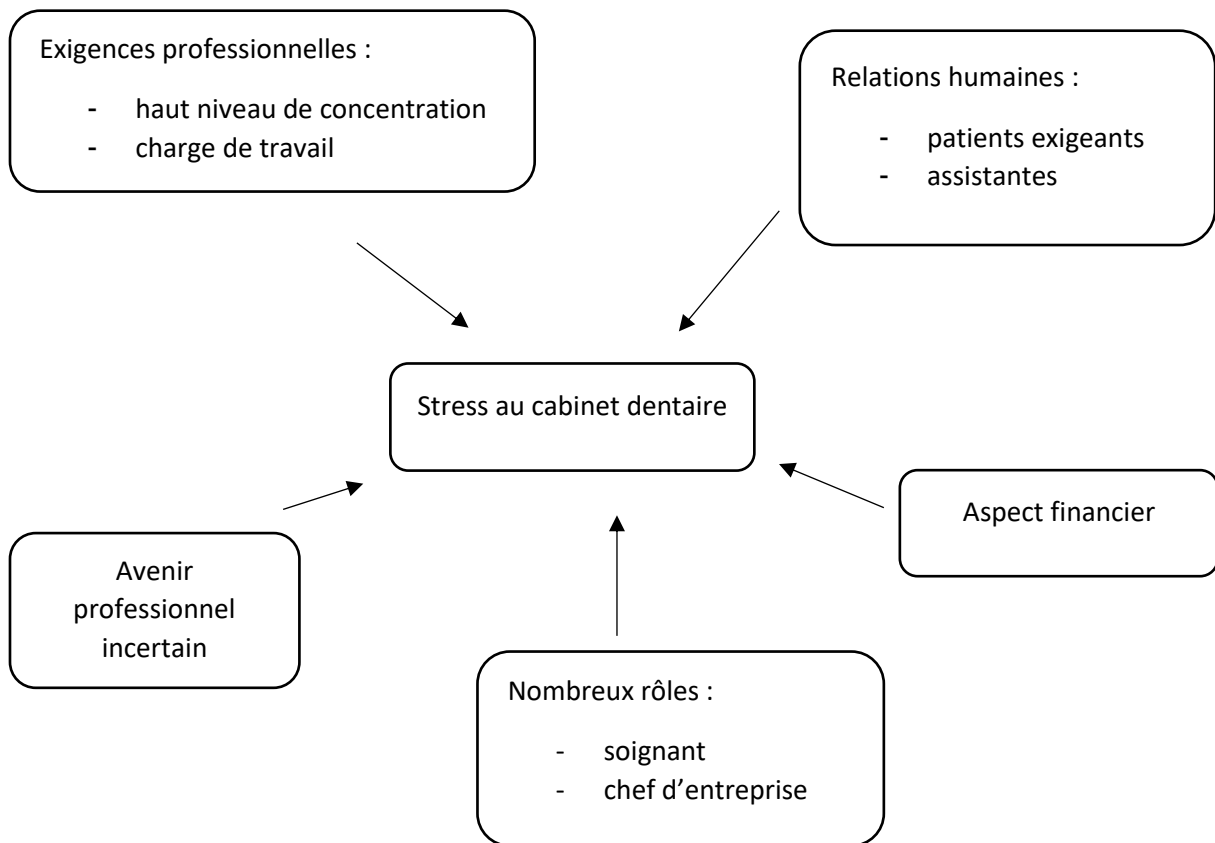 Exigences professionnelles :
- haut niveau de concentration
- charge de travail
Relations humaines :
- patients exigeants
- assistantes
Stress au cabinet dentaire
Aspect financier
Avenir
professionnel
incertain
Nombreux rôles :
- soignant
- chef d’entreprise